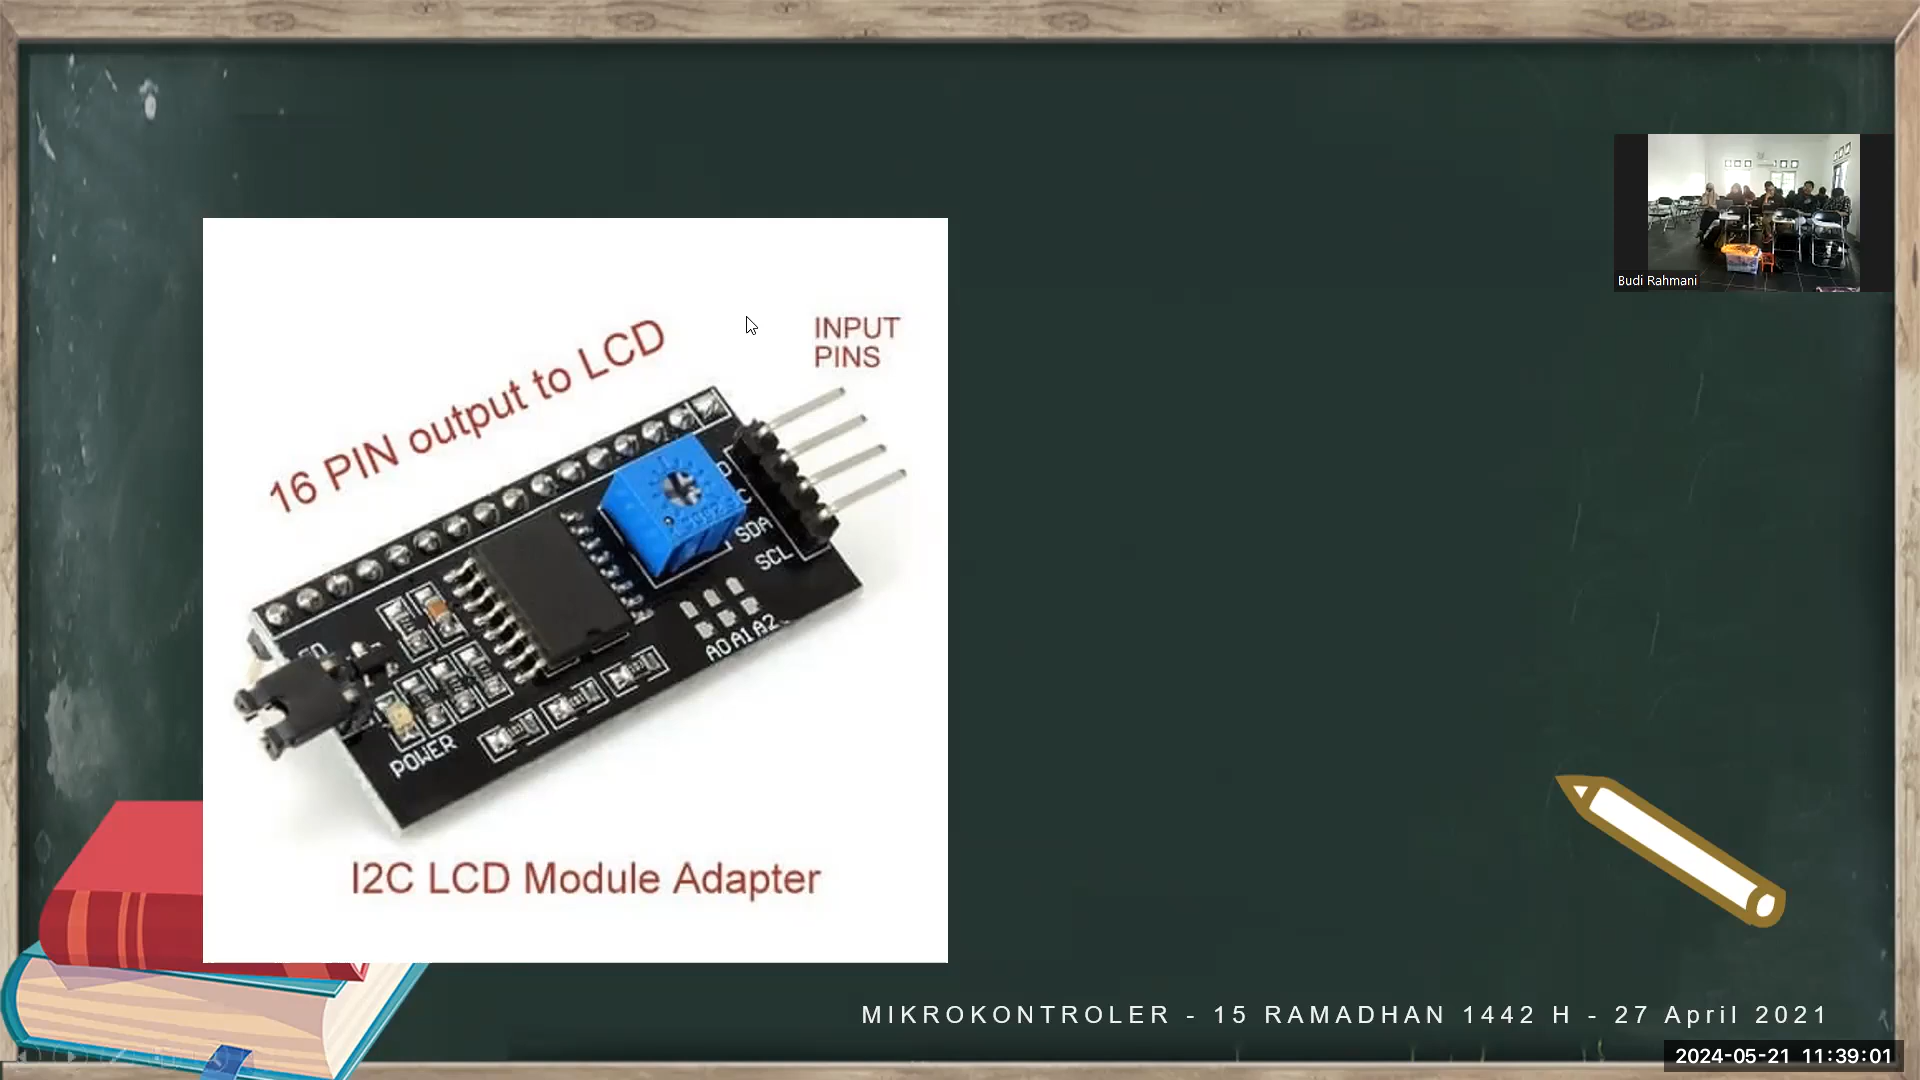 16 PIN output to LCD
INPUT
PINS
SDA
SCL
A0 A1 A2
POWER
I2C LCD Module Adapter
Budi Rahmani
MIKROKONTROLER - 15 RAMADHAN 1442 H - 27 April 2021
2024-05-21 11:39:01